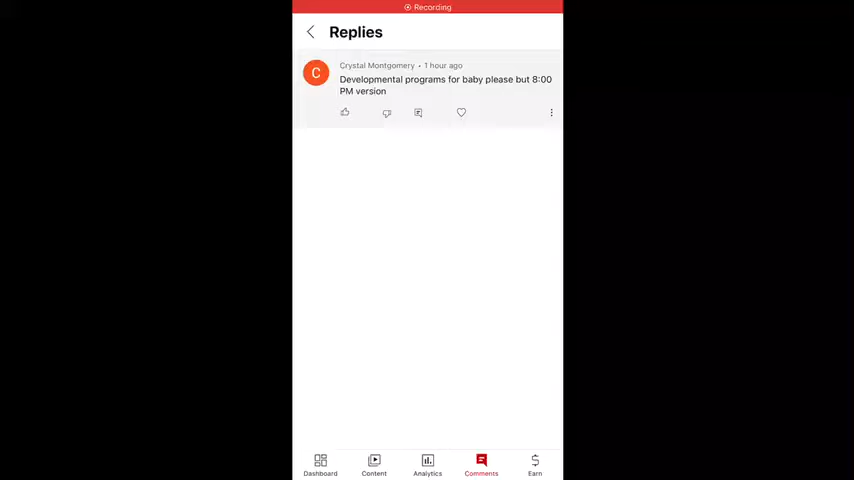 Recording
Replies
Crystal Montgomery • 1 hour ago
C
Developmental programs for baby please but 8:00
PM version
Dashboard
Content
Analytics
Comments
Earn